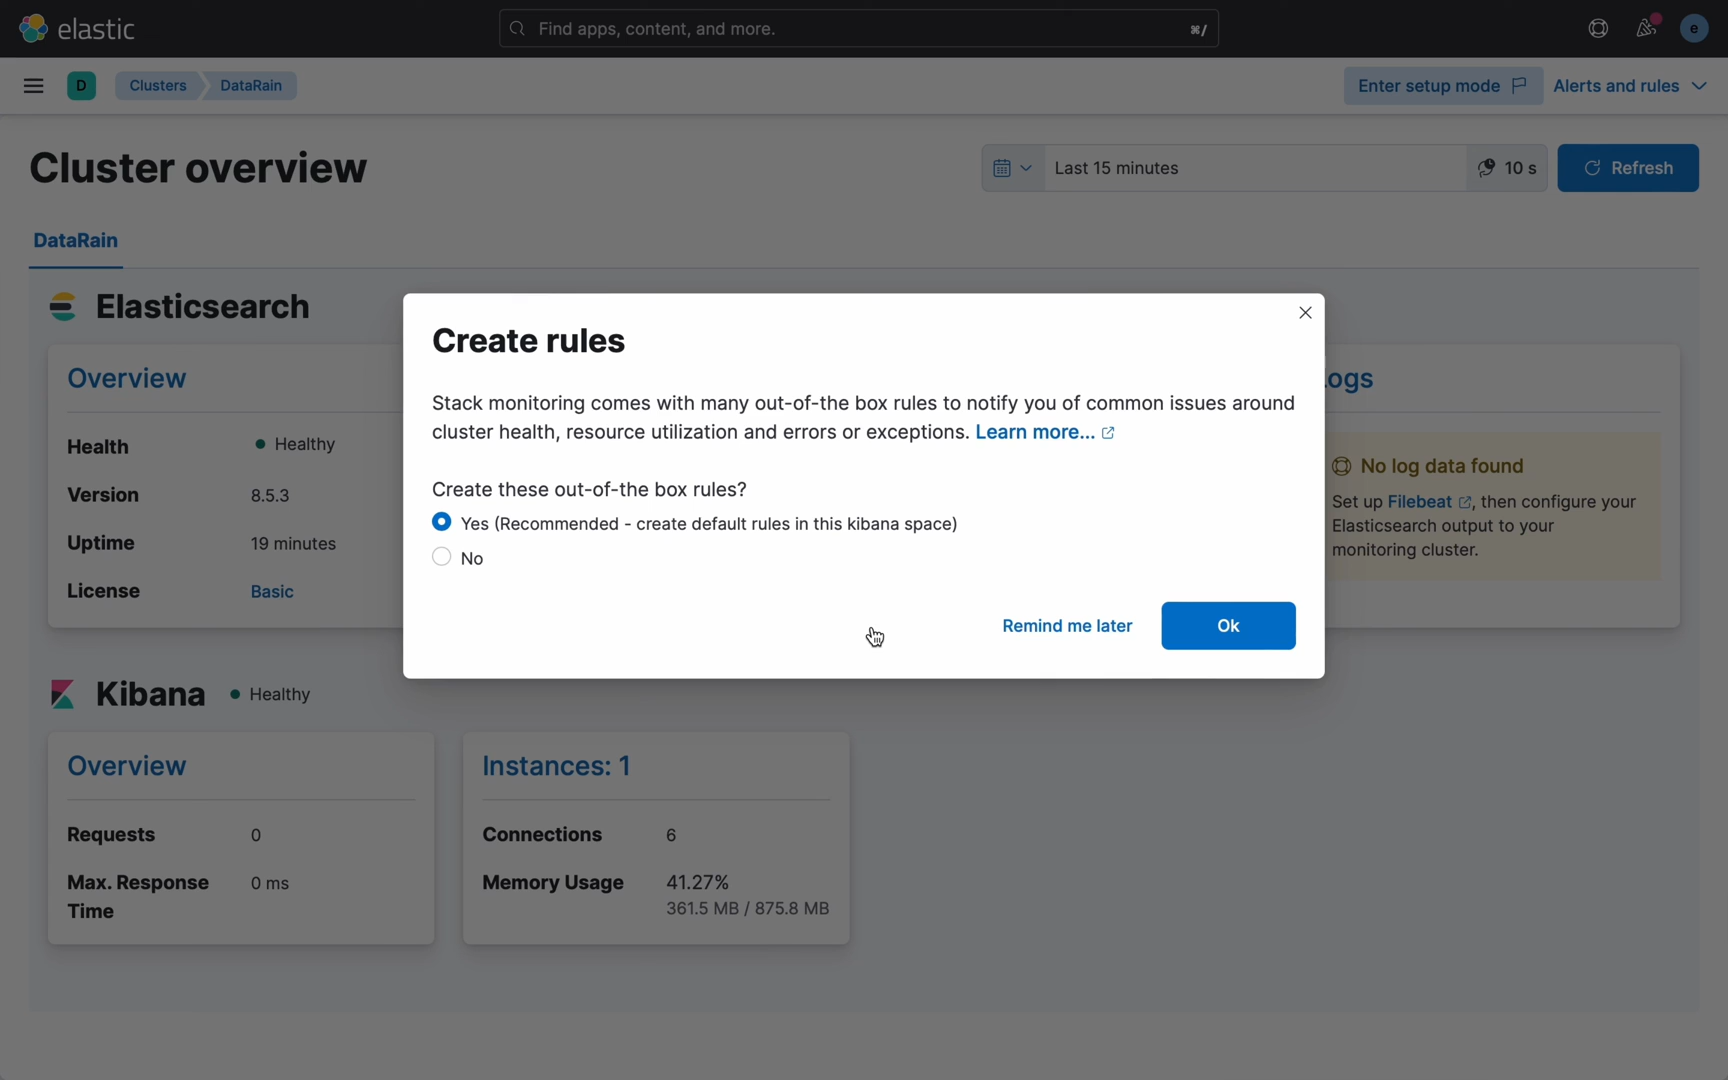 elastic
Find apps, content, and more.
⌘/
e
D
Clusters
DataRain
Enter setup mode
Alerts and rules
Cluster overview
Last 15 minutes
10 s
Refresh
DataRain
Elasticsearch
Overview
Health
Healthy
Version
8.5.3
Uptime
19 minutes
License
Basic
Create rules
Stack monitoring comes with many out-of-the box rules to notify you of common issues around
cluster health, resource utilization and errors or exceptions. Learn more...
Create these out-of-the box rules?
Yes (Recommended - create default rules in this kibana space)
No
Remind me later
Ok
ogs
No log data found
Set up Filebeat, then configure your
Elasticsearch output to your
monitoring cluster.
Kibana
Healthy
Overview
Requests
0
Max. Response
Time
0 ms
Instances: 1
Connections
6
Memory Usage
41.27%
361.5 MB / 875.8 MB